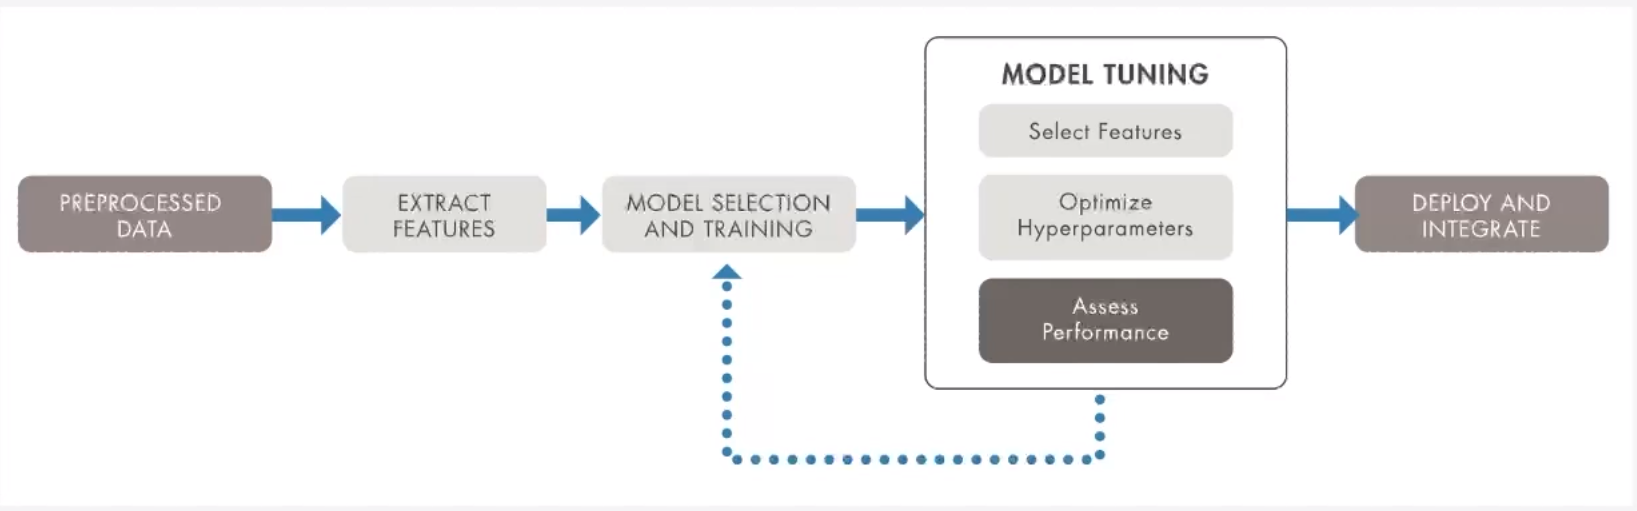 PREPROCESSED
DATA
EXTRACT
FEATURES
MODEL SELECTION
AND TRAINING
MODEL TUNING
Select Features
Optimize
Hyperparameters
Assess
Performance
DEPLOY AND
INTEGRATE